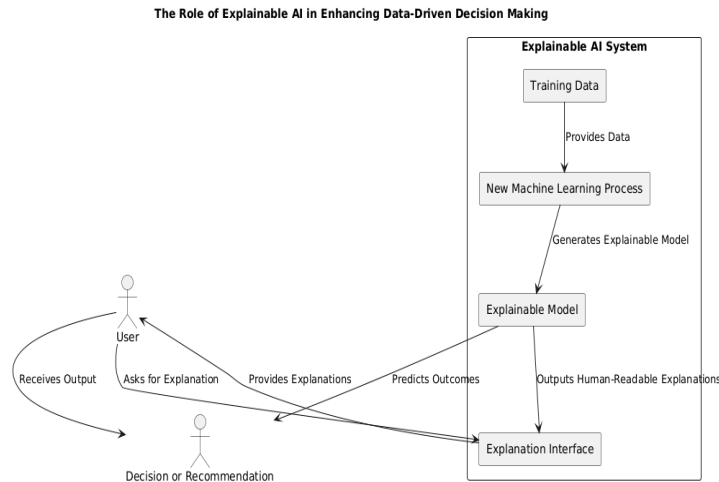 The Role of Explainable AI in Enhancing Data-Driven Decision Making
Explainable AI System
Training Data
Provides Data
New Machine Learning Process
Generates Explainable Model
Explainable Model
User
Receives Output
Asks for Explanation
Provides Explanations
Predicts Outcomes
Outputs Human-Readable Explanations
Explanation Interface
Decision or Recommendation